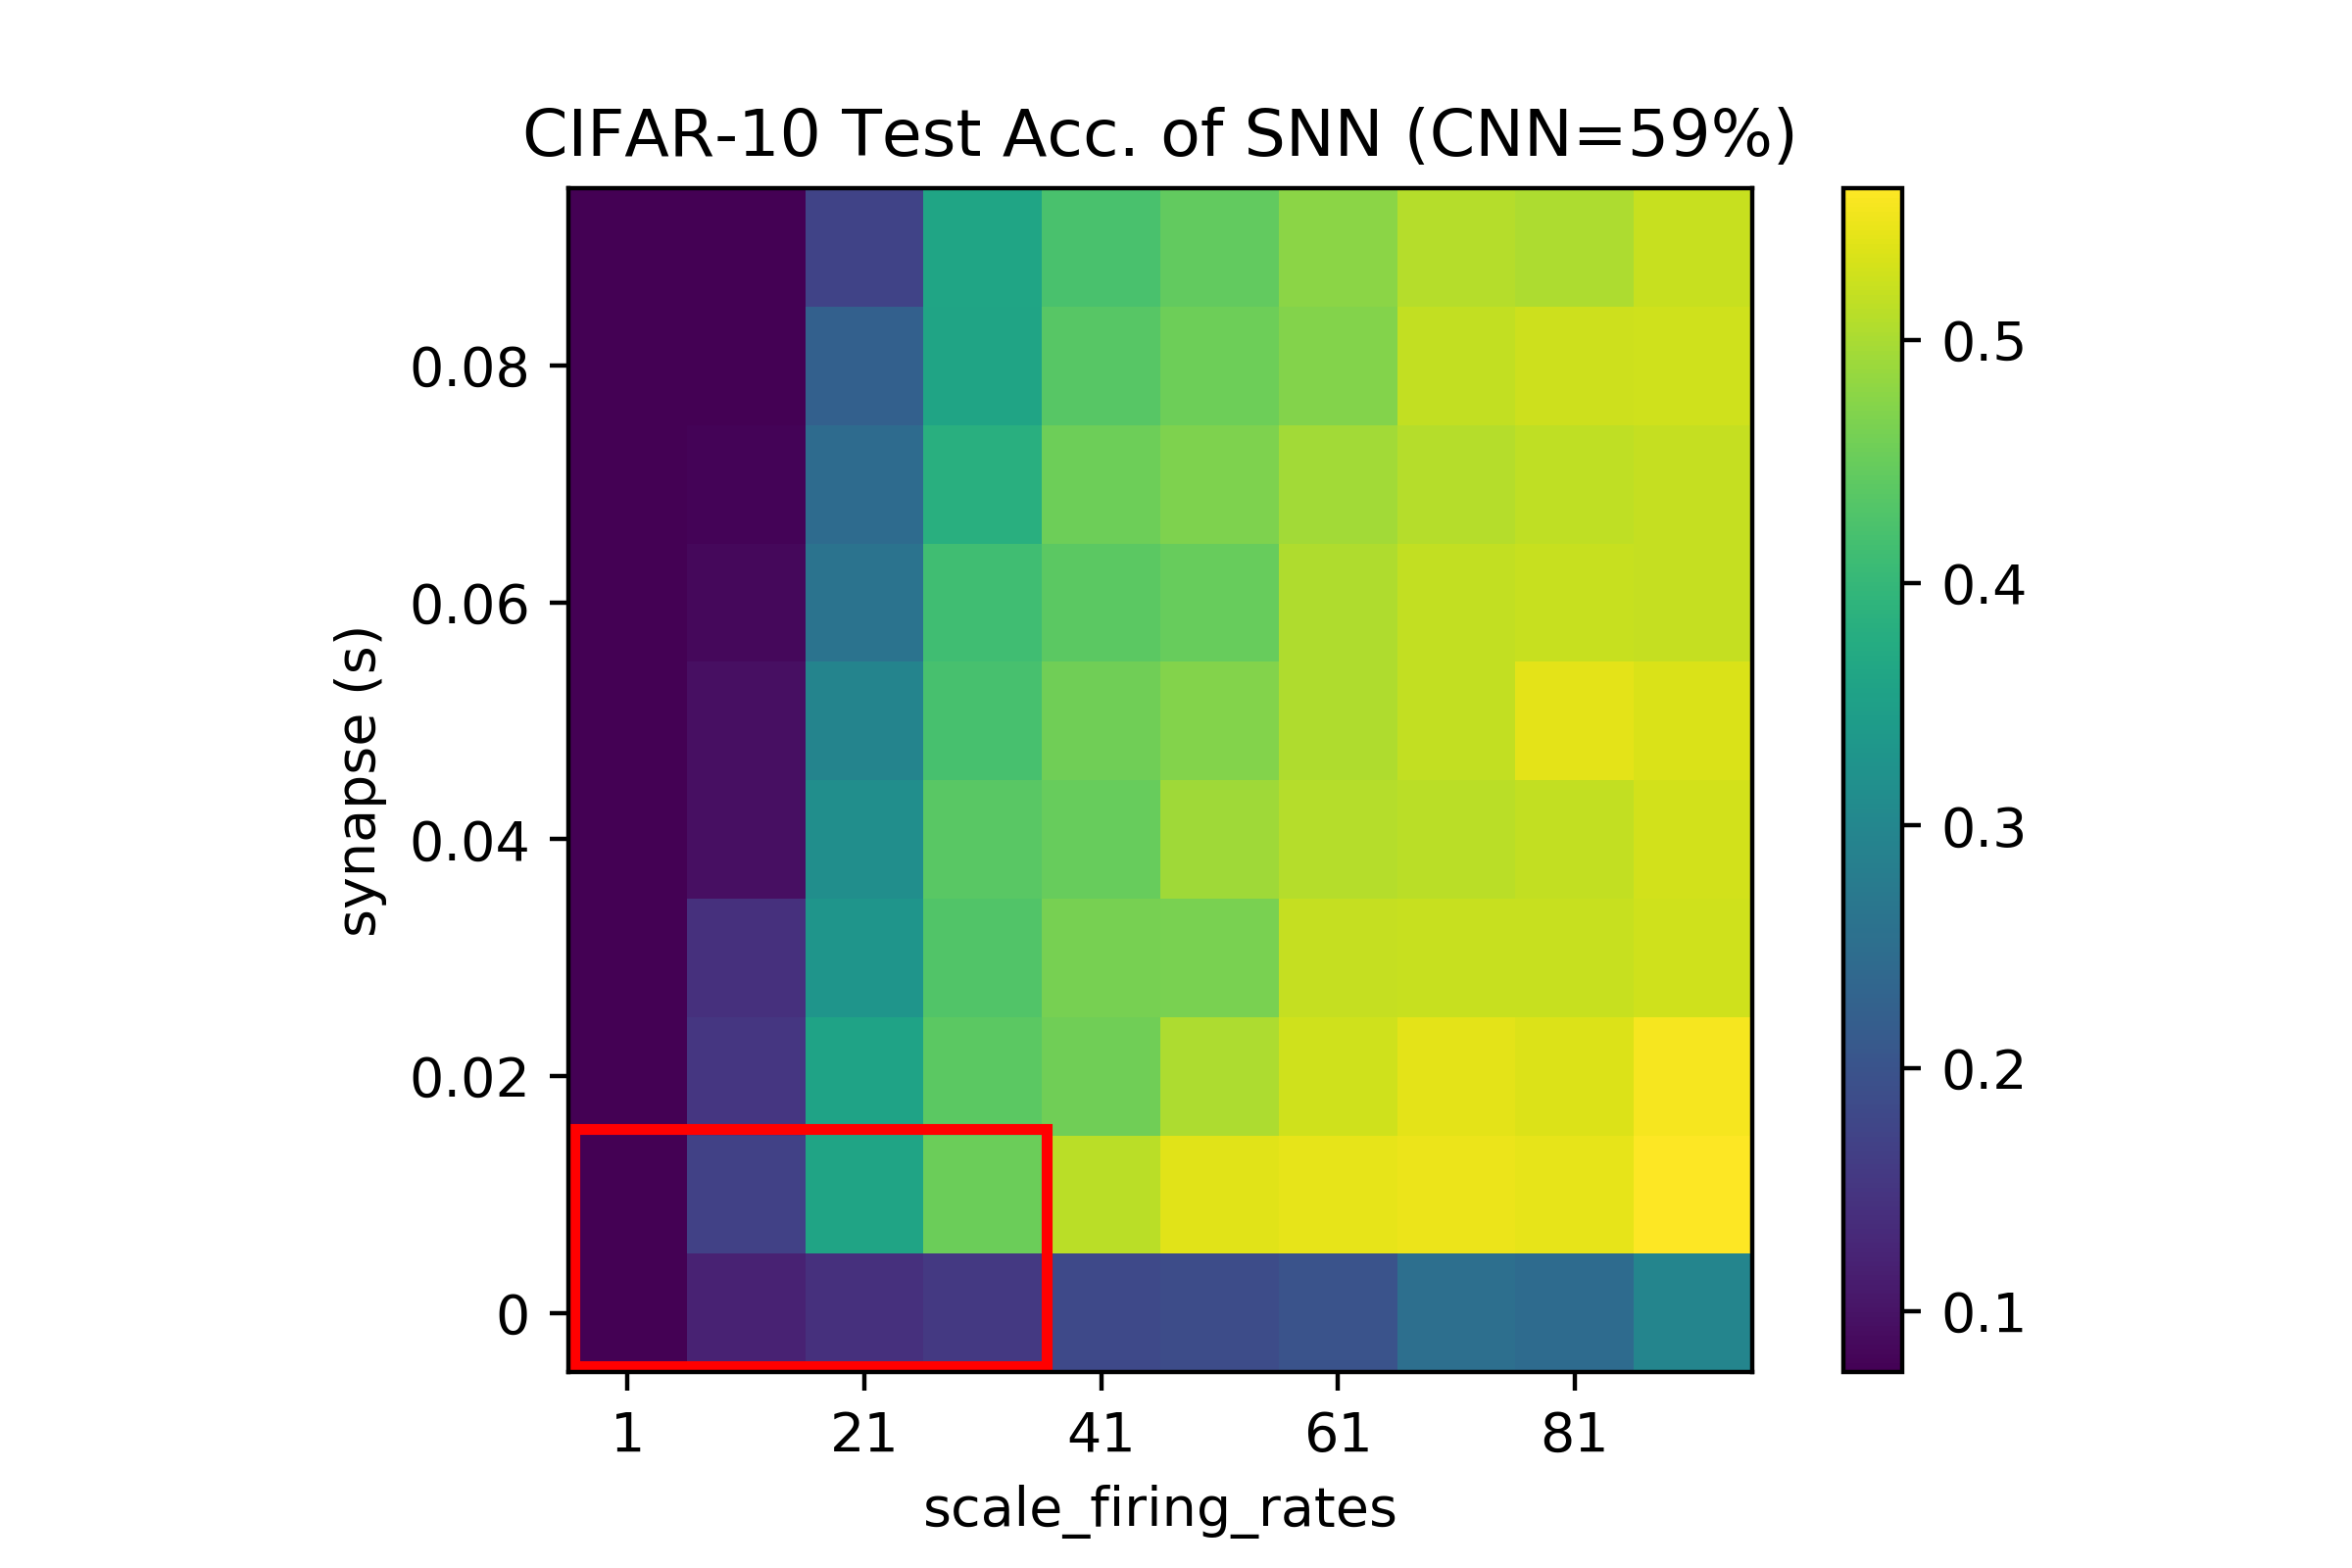 CIFAR-10 Test Acc. of SNN (CNN=59%)
0.08
0.06
0.04
0.02
0
synapse (s)
1 21 41 61 81
scale_firing_rates
0.5
0.4
0.3
0.2
0.1